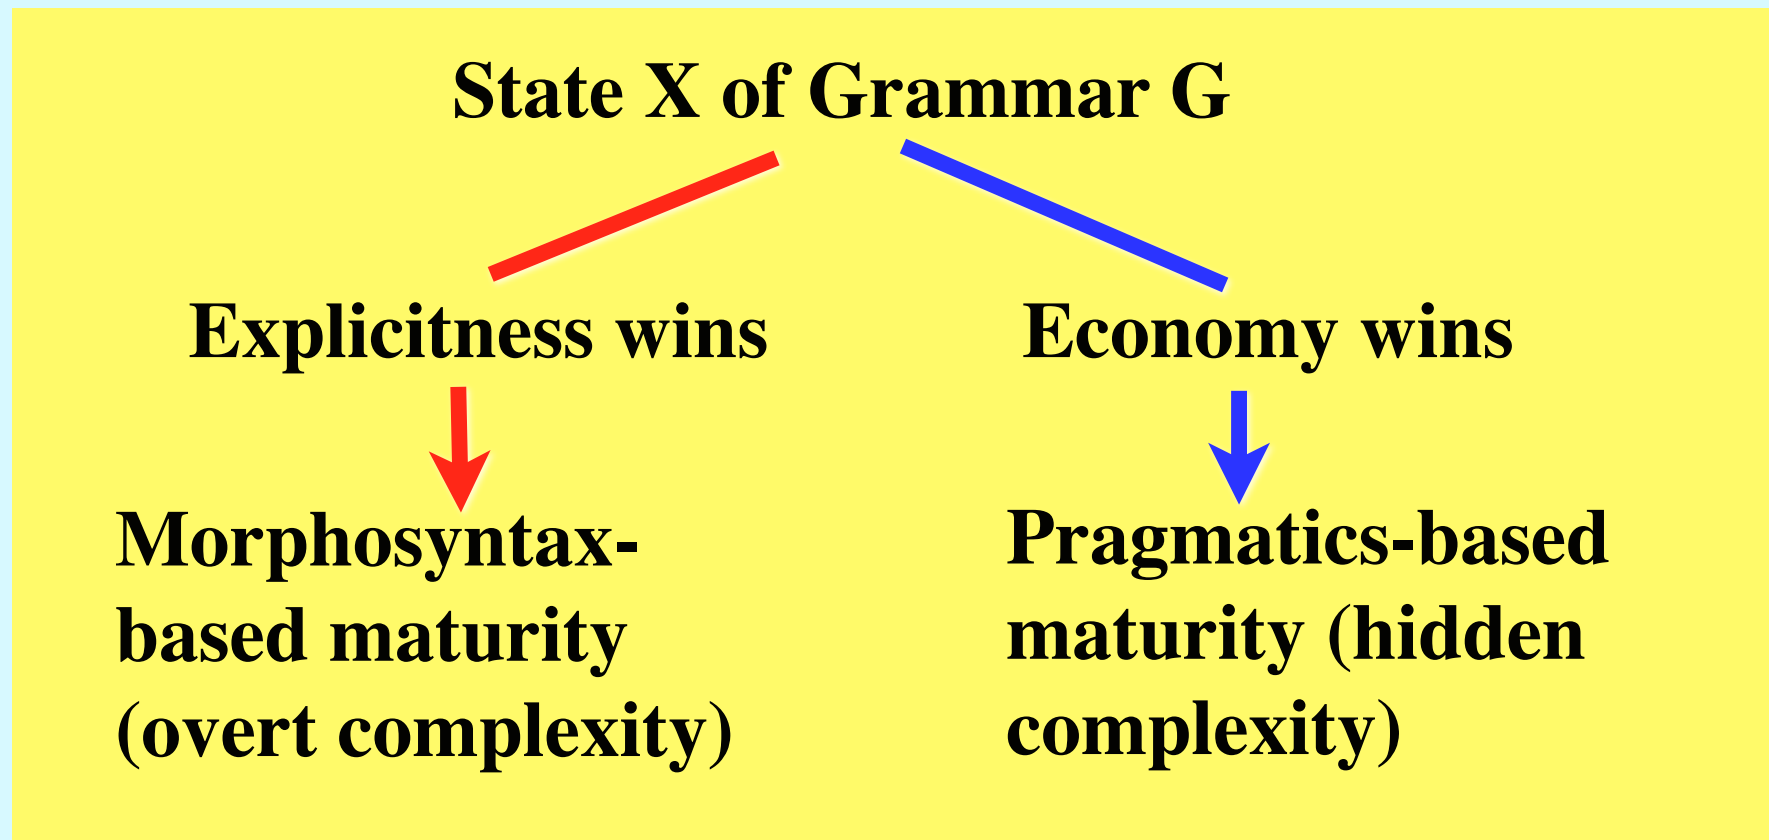 State X of Grammar G
Explicitness wins
Economy wins
Morphosyntax-
based maturity
(overt complexity)
Pragmatics-based
maturity (hidden
complexity)